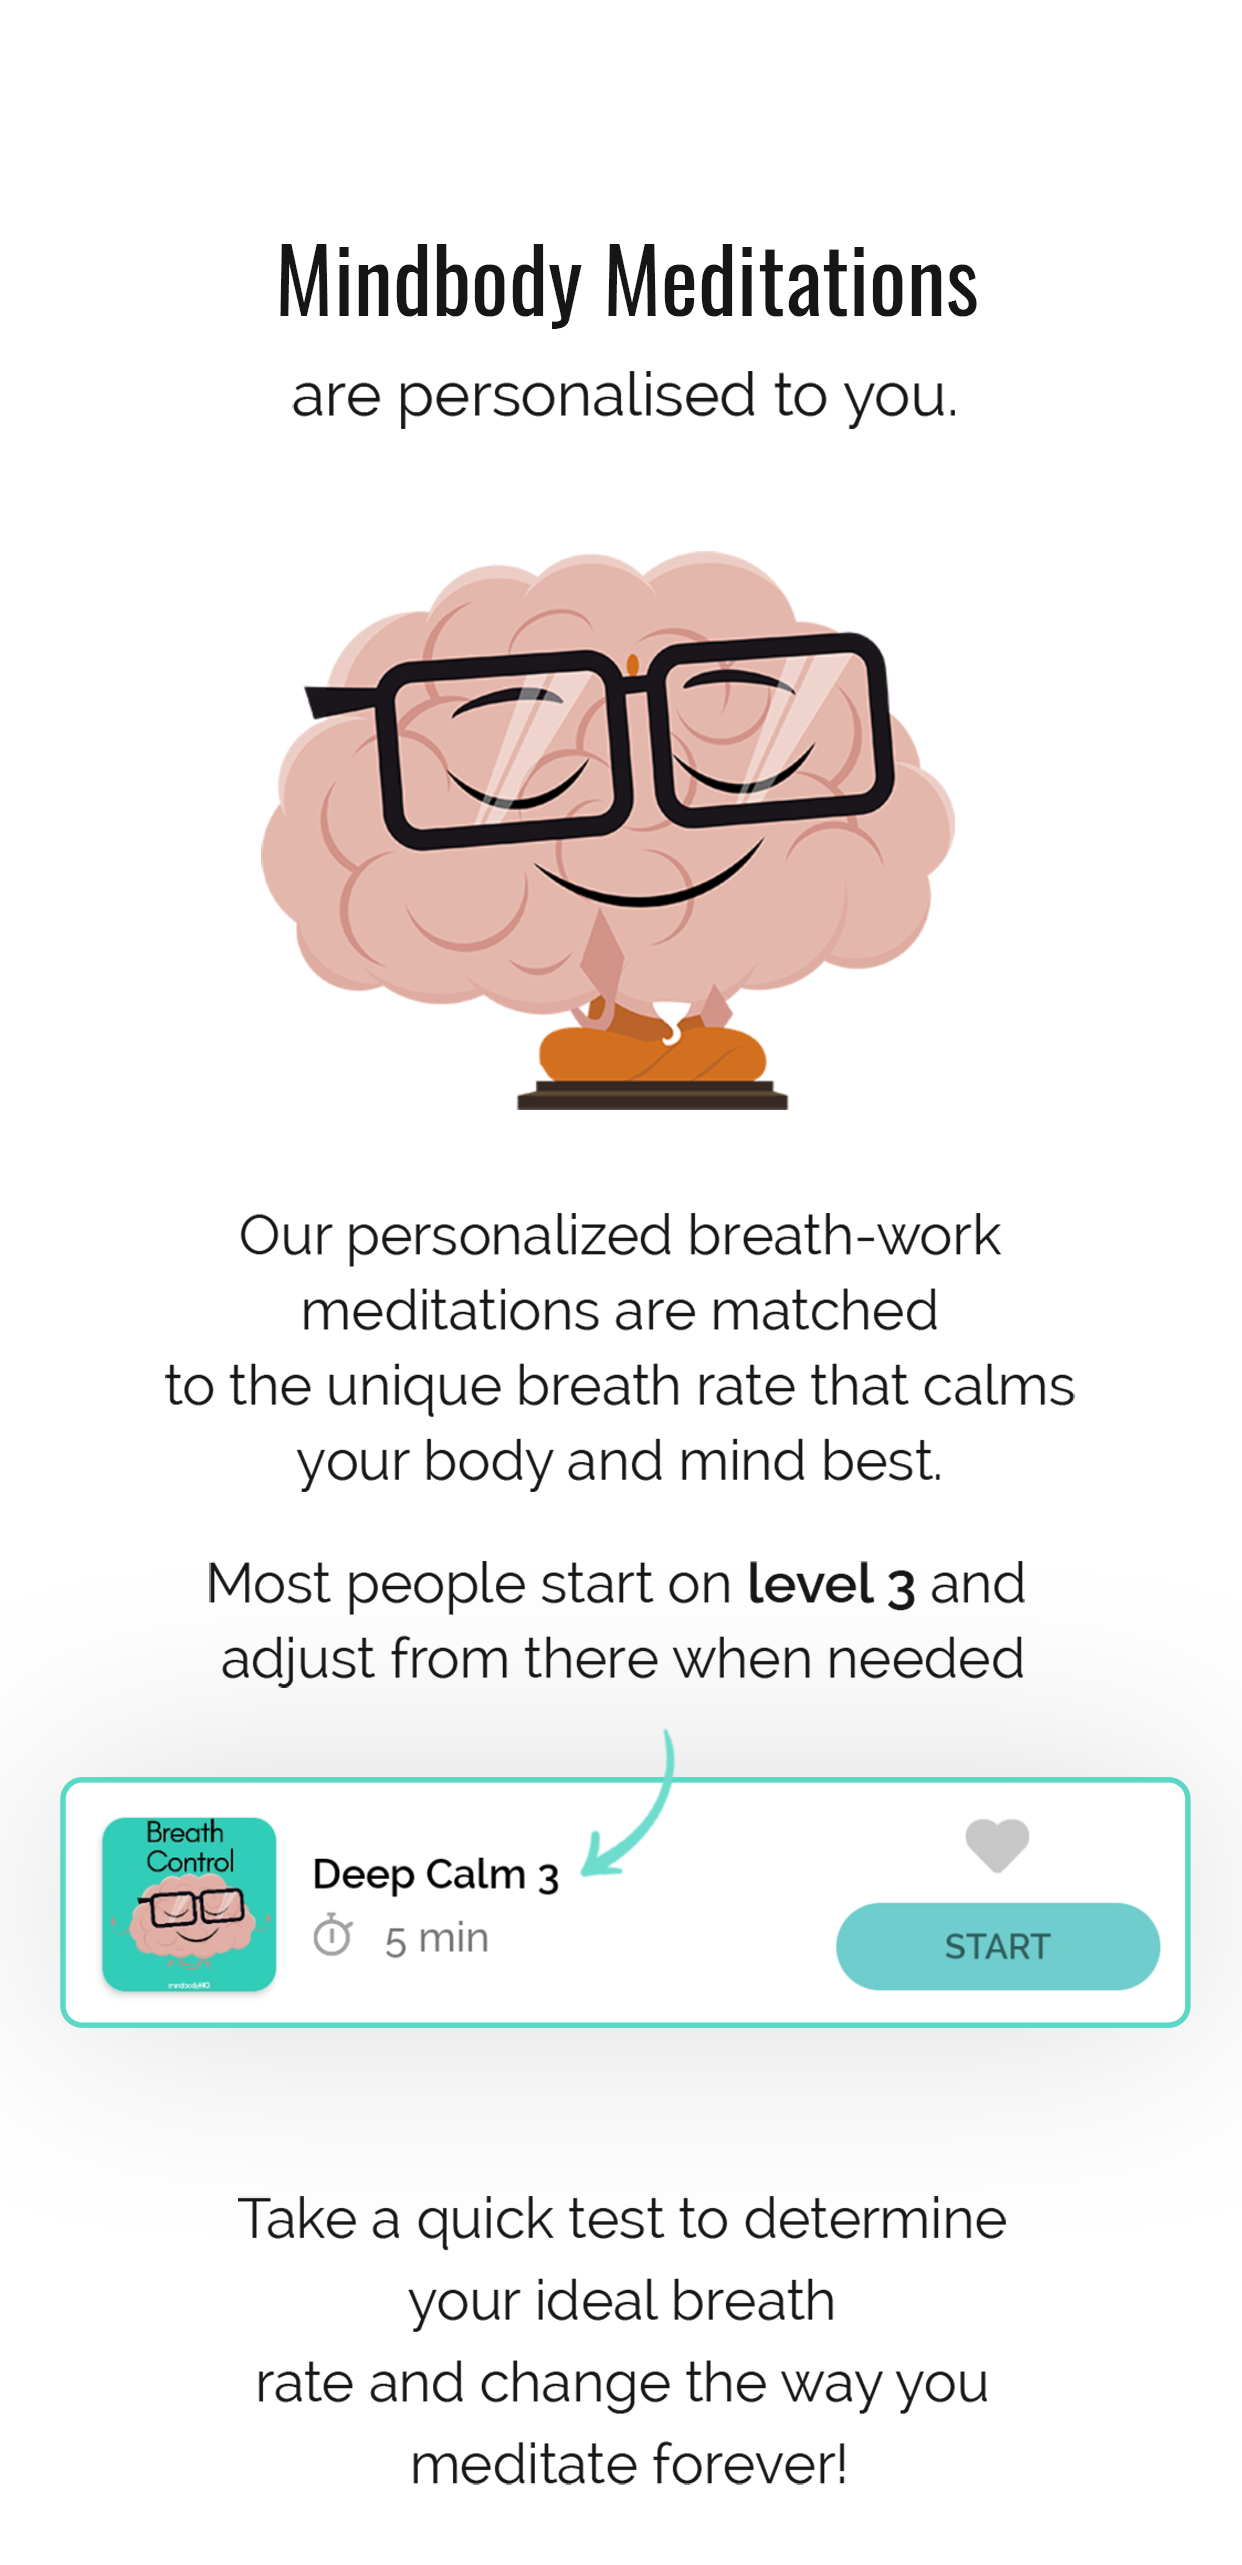 Mindbody Meditations
are personalised to you.
Our personalized breath-work
meditations are matched
to the unique breath rate that calms
your body and mind best.
Most people start on level 3 and
adjust from there when needed
Breath
Control
mindbodyHQ
Deep Calm 3
5 min
START
Take a quick test to determine
your ideal breath
rate and change the way you
meditate forever!